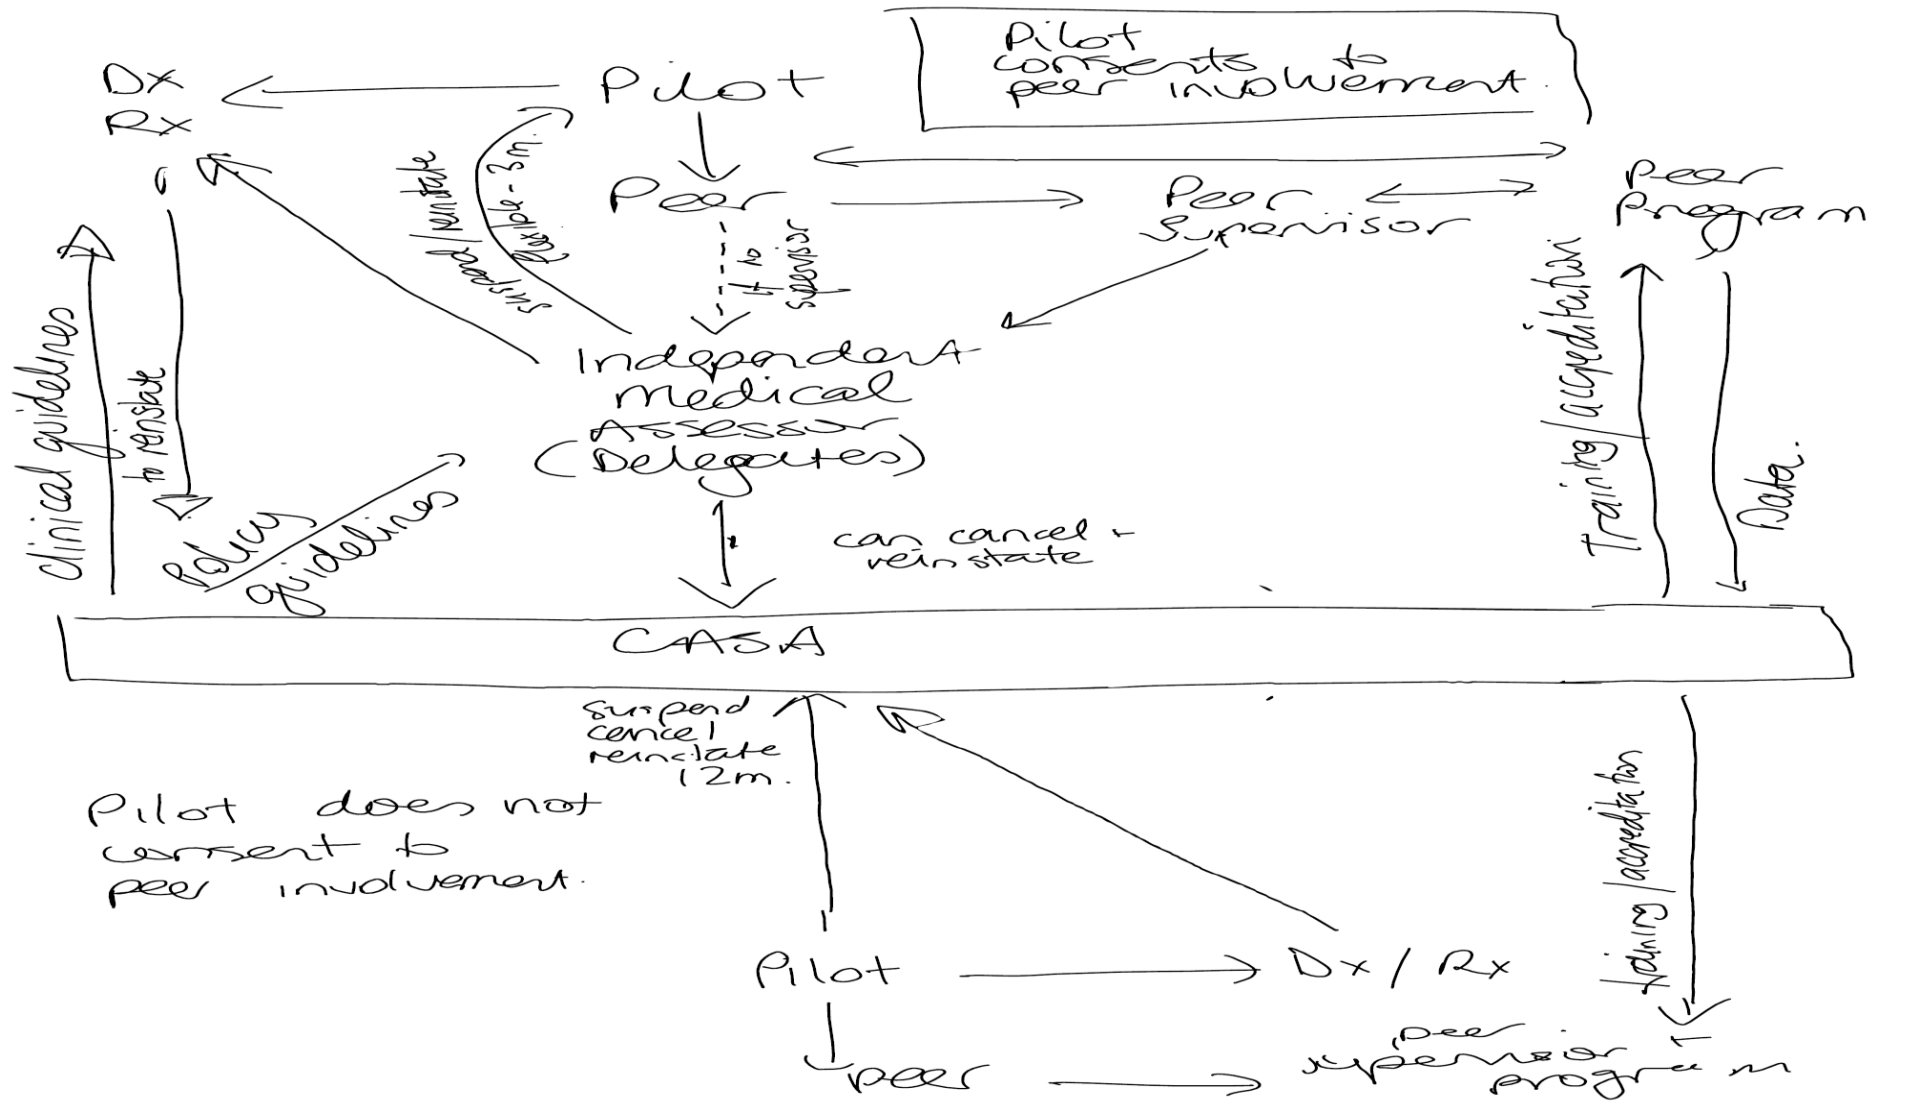 Pilot
consents to
peer involvement.
Dx
Rx
Pilot
Peer
Peer
Supervisor
Peer
Program
suspend/reinstate
flexible - 3m.
supervisor
Independent
Medical
Assessor
(Delegates)
clinical guidelines
to reinstate
Policy
guidelines
can cancel +
reinstate
Training/accreditation
Data.
CASA
suspend
cancel
reinstate
12m.
Pilot does not
consent to
peer involvement.
Pilot
Dx / Rx
training/accreditation
peer
peer
supervisor +
program